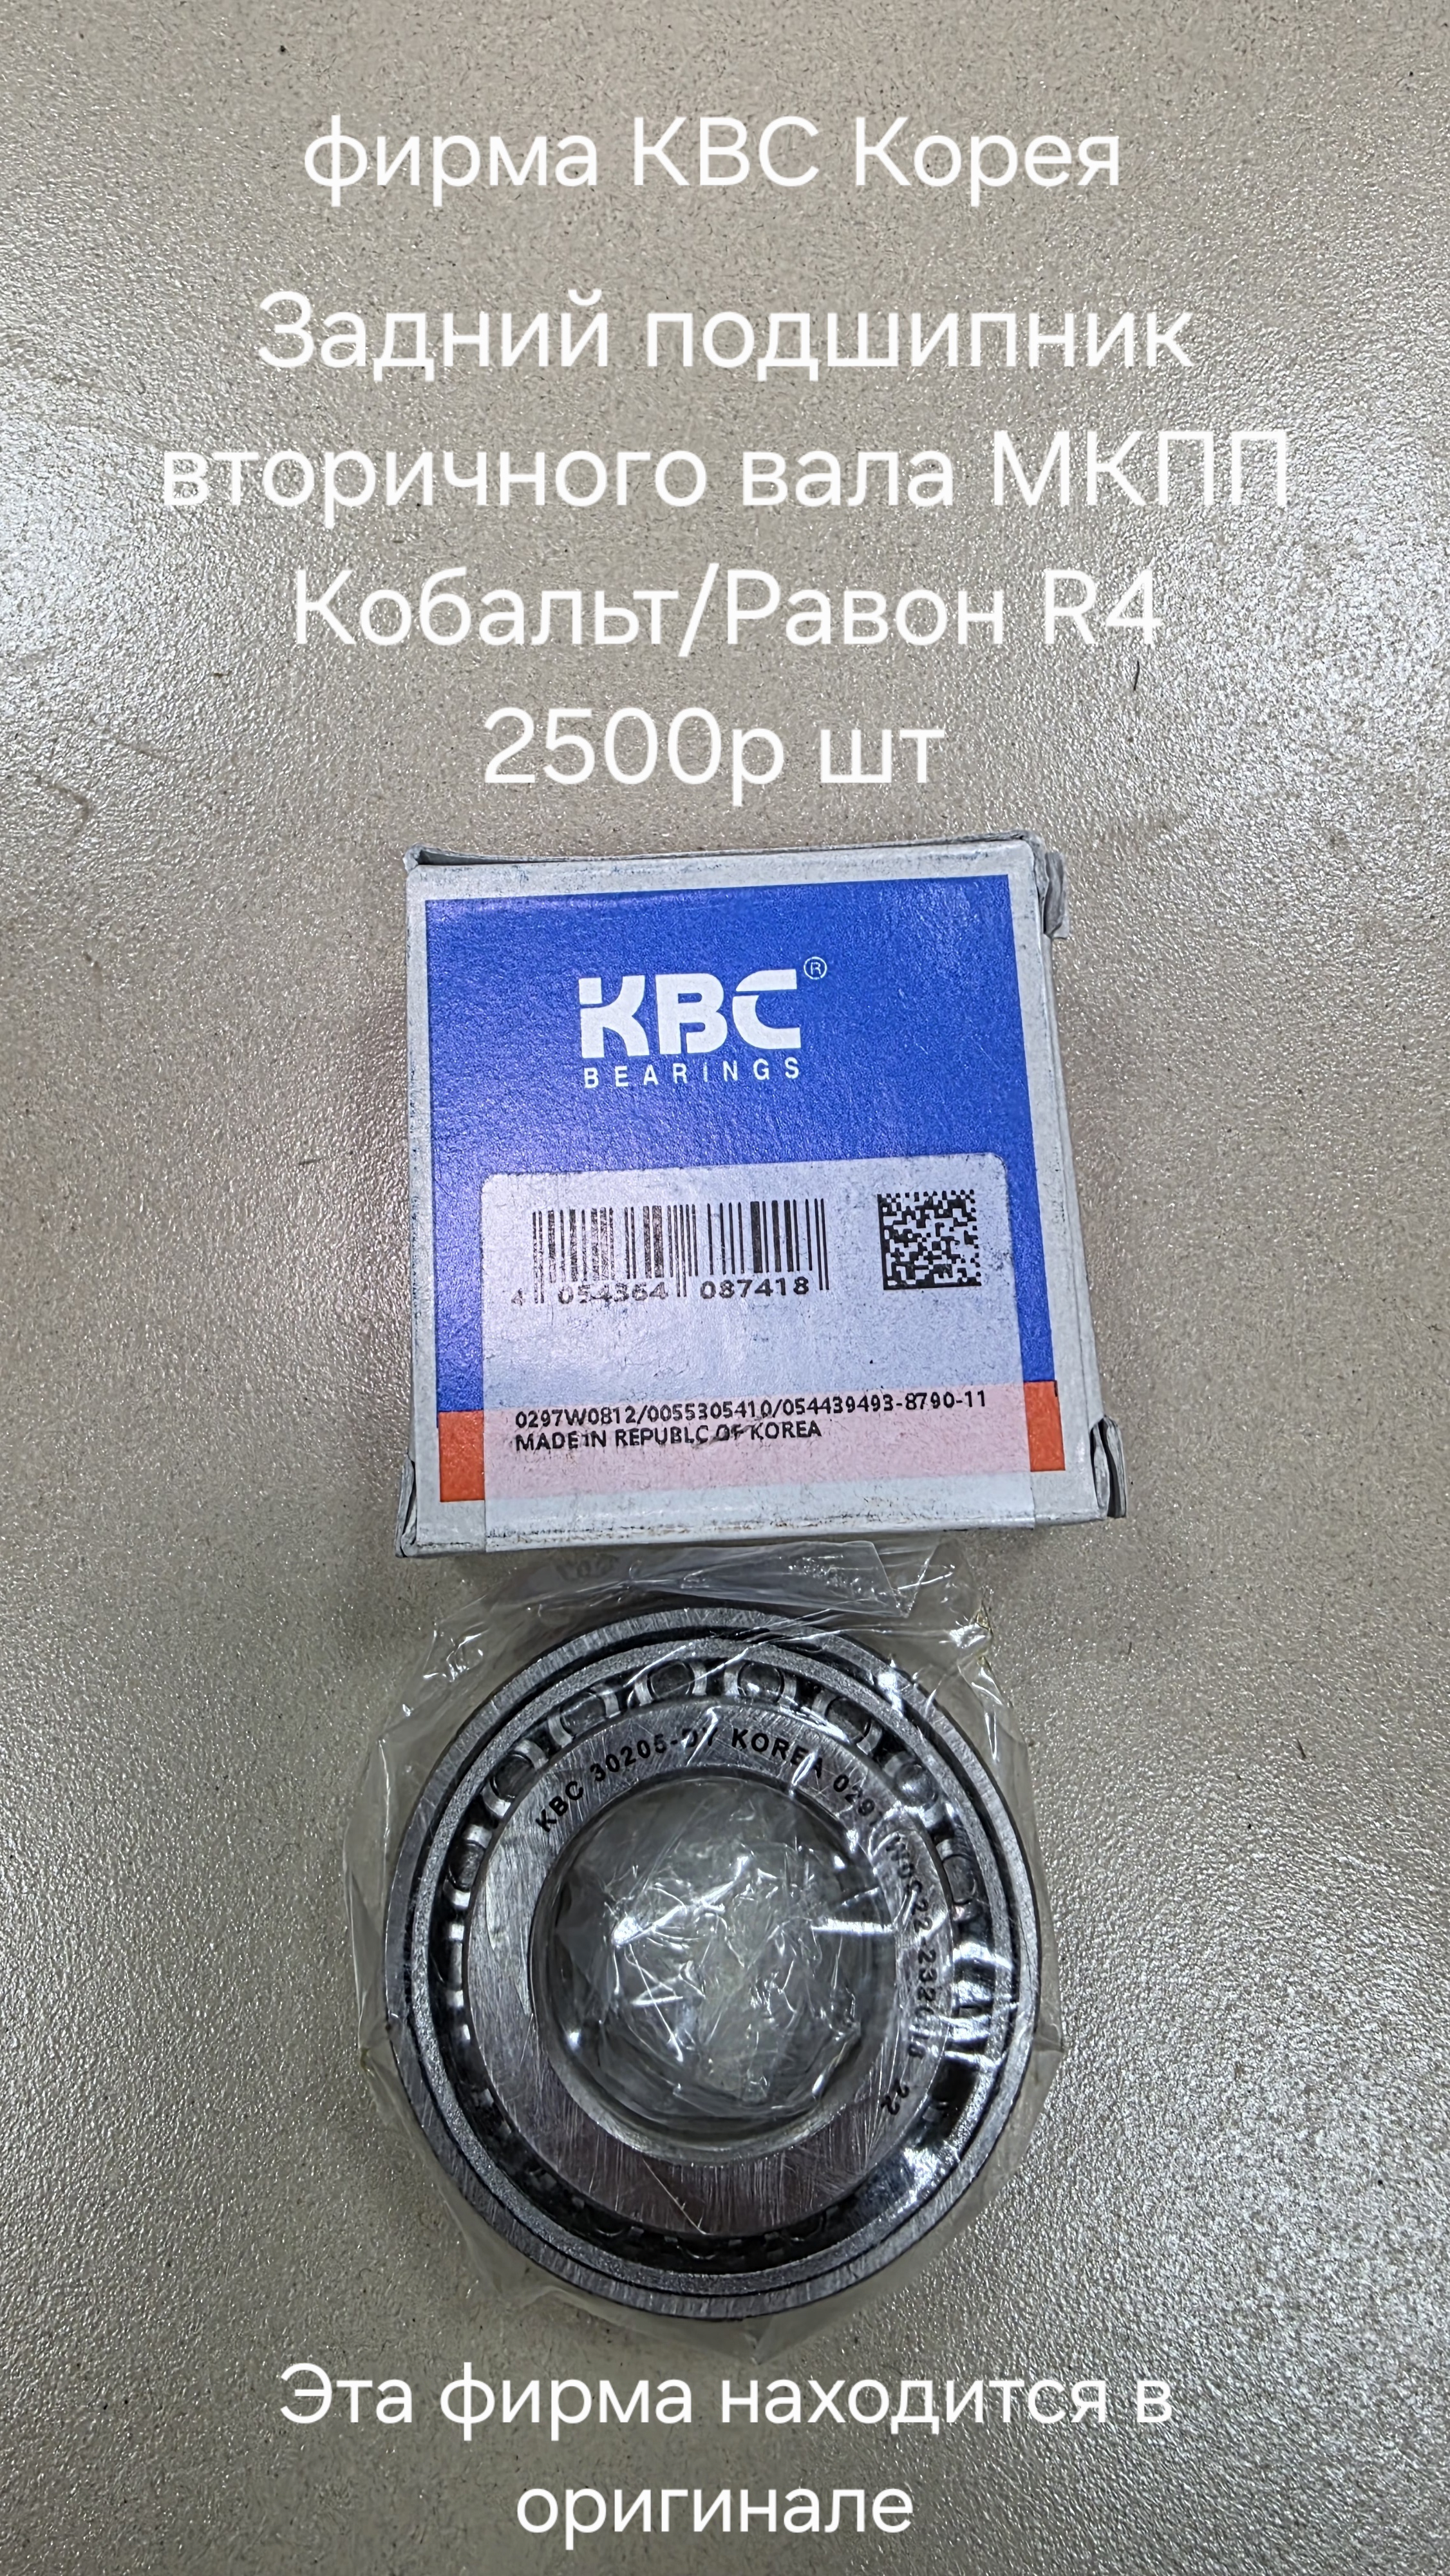 фирма КВС Корея
Задний подшипник
вторичного вала МКПП
Кобальт/Равон R4
2500р шт
KBC®
BEARINGS
4 054364 087418
0297W0812/0055305410/054439493-8790-11
MADE IN REPUBLC OF KOREA
KBC 30205-DY KOREA
Эта фирма находится в
оригинале